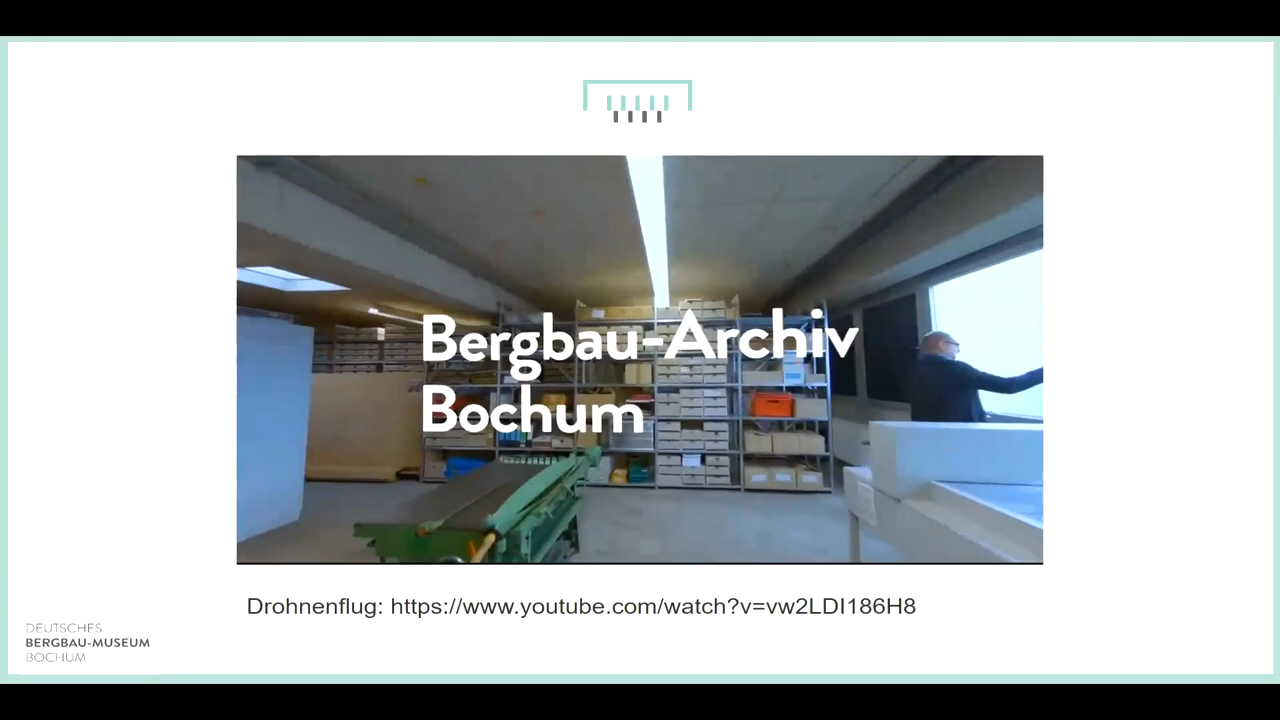 Bergbau-Archiv
Bochum
Drohnenflug: https://www.youtube.com/watch?v=vw2LDI186H8
DEUTSCHES
BERGBAU-MUSEUM
BOCHUM